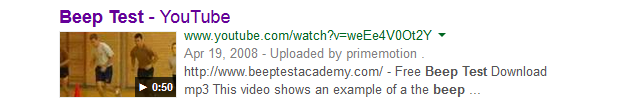 Beep Test - YouTube
www.youtube.com/watch?v=weEe4V0Ot2Y
Apr 19, 2008 - Uploaded by primemotion .
0:50
http://www.beeptestacademy.com/ - Free Beep Test Download
mp3 This video shows an example of a the beep ...